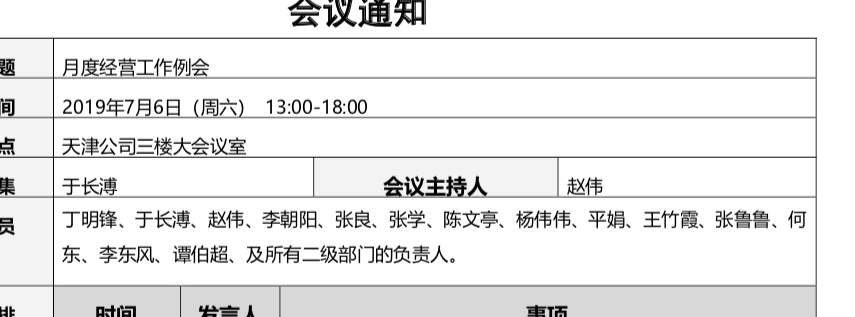 会议通知
题 月度经营工作例会
间 2019年7月6日（周六） 13:00-18:00
点 天津公司三楼大会议室
集 于长溥 会议主持人 赵伟
员 丁明锋、于长溥、赵伟、李朝阳、张良、张学、陈文亭、杨伟伟、平娟、王竹霞、张鲁鲁、何
东、李东风、谭伯超、及所有二级部门的负责人。
排 时间 发言人 事项